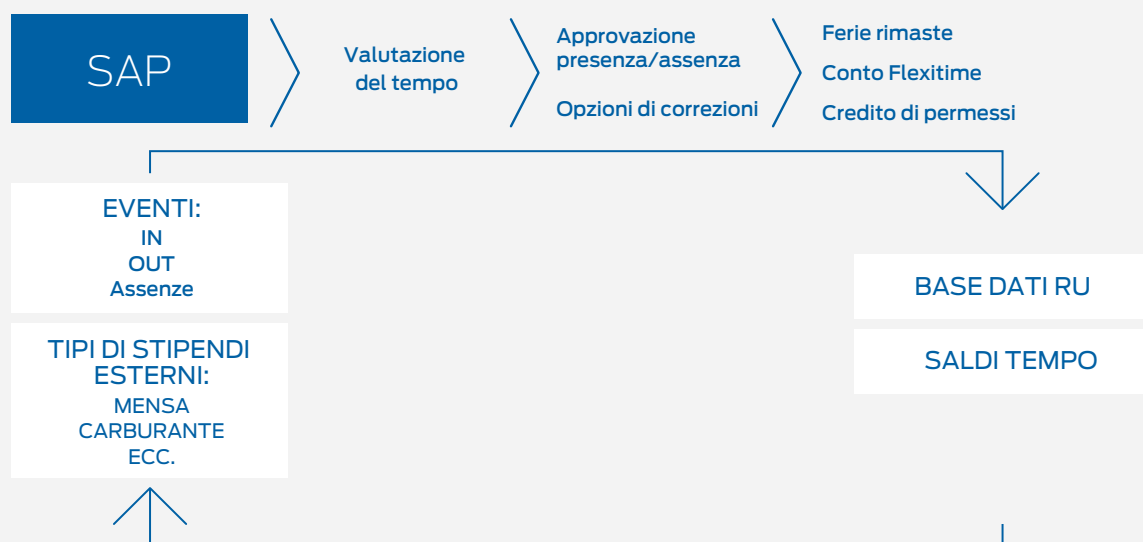 SAP
Valutazione
del tempo
Approvazione
presenza/assenza
Opzioni di correzioni
Ferie rimaste
Conto Flexitime
Credito di permessi
EVENTI:
IN
OUT
Assenze
TIPI DI STIPENDI
ESTERNI:
MENSA
CARBURANTE
ECC.
BASE DATI RU
SALDI TEMPO